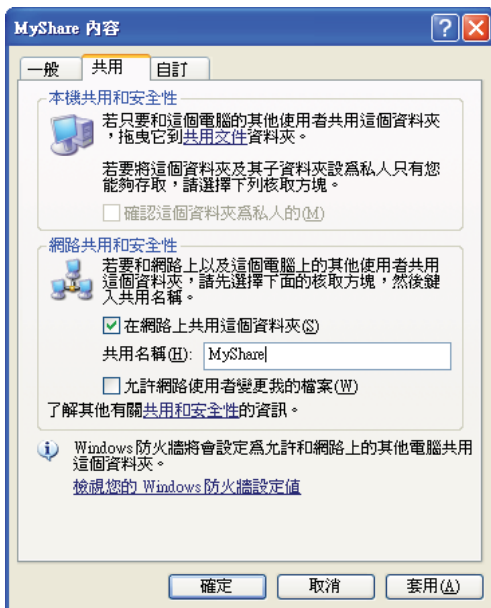 MyShare 內容
一般 共用 自訂
本機共用和安全性
若只要和這個電腦的其他使用者共用這個資料夾
，拖曳它到共用文件資料夾。
若要將這個資料夾及其子資料夾設為私人只有您
能夠存取，請選擇下列核取方塊。
確認這個資料夾為私人的(M)
網路共用和安全性
若要和網路上以及這個電腦上的其他使用者共用
這個資料夾，請先選擇下面的核取方塊，然後鍵
入共用名稱。
在網路上共用這個資料夾(S)
共用名稱(H): MyShare
允許網路使用者變更我的檔案(W)
了解其他有關共用和安全性的資訊。
Windows 防火牆將會設定為允許和網路上的其他電腦共用
這個資料夾。
檢視您的 Windows 防火牆設定值
確定 取消 套用(A)